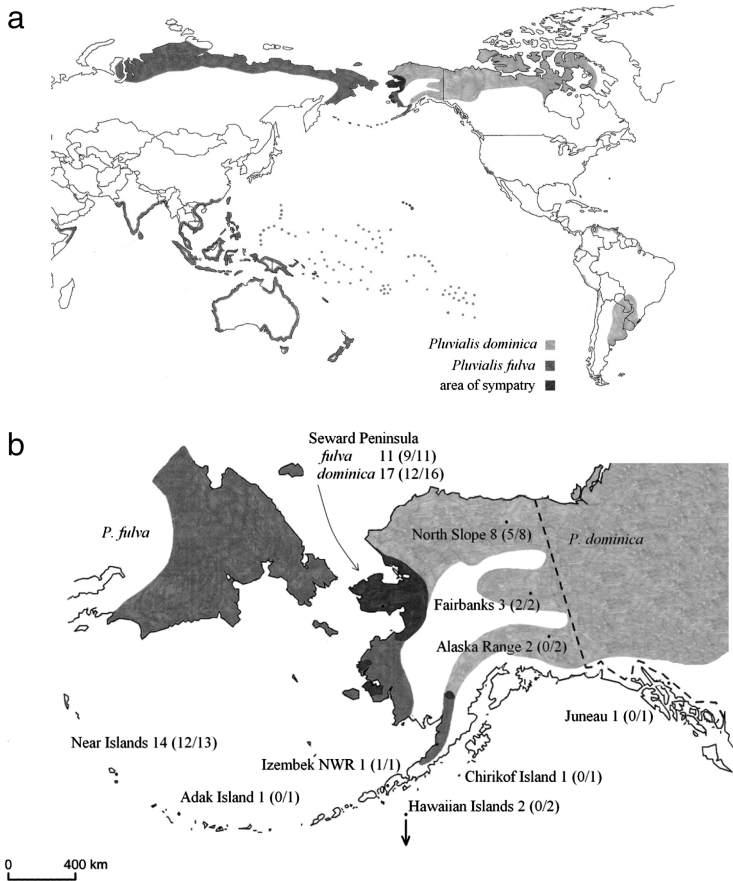 a
Pluvialis dominica
Pluvialis fulva
area of sympatry
b
Seward Peninsula
fulva 11 (9/11)
dominica 17 (12/16)
P. fulva
North Slope 8 (5/8)
P. dominica
Fairbanks 3 (2/2)
Alaska Range 2 (0/2)
Juneau 1 (0/1)
Near Islands 14 (12/13)
Izembek NWR 1 (1/1)
Chirikof Island 1 (0/1)
Adak Island 1 (0/1)
Hawaiian Islands 2 (0/2)
0 400 km